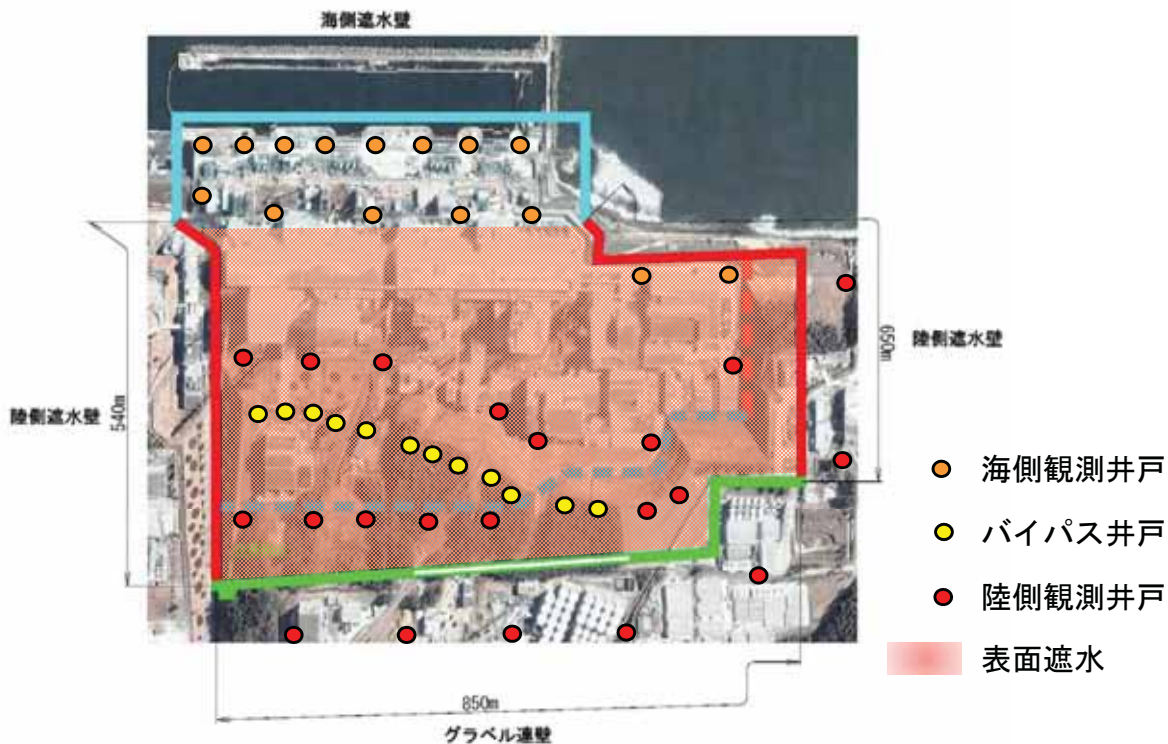 海側遮水壁
陸側遮水壁
540m
650m
陸側遮水壁
海側観測井戸
バイパス井戸
陸側観測井戸
表面遮水
850m
グラベル連壁